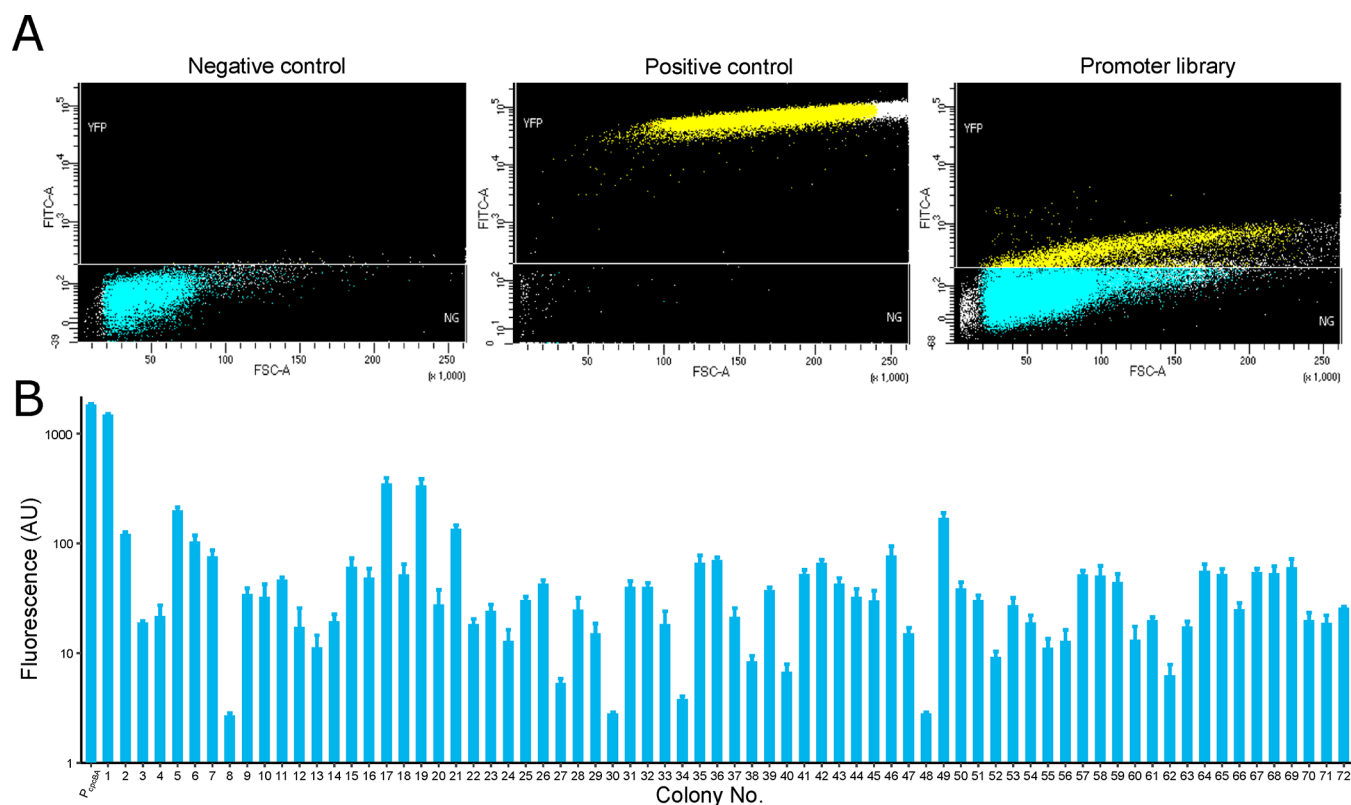 A
Negative control
Positive control
Promoter library
YFP
NG
FITC-A
10^5
10^4
10^3
10^2
0
-39
50 100 150 200 250
FSC-A
(× 1,000)
YFP
NG
FITC-A
10^5
10^4
10^3
10^2
10^1
0
50 100 150 200 250
FSC-A
(× 1,000)
YFP
NG
FITC-A
10^5
10^4
10^3
10^2
0
-68
50 100 150 200 250
FSC-A
(× 1,000)
B
Fluorescence (AU)
1000
100
10
1
PcpcBA 1 2 3 4 5 6 7 8 9 10 11 12 13 14 15 16 17 18 19 20 21 22 23 24 25 26 27 28 29 30 31 32 33 34 35 36 37 38 39 40 41 42 43 44 45 46 47 48 49 50 51 52 53 54 55 56 57 58 59 60 61 62 63 64 65 66 67 68 69 70 71 72
Colony No.